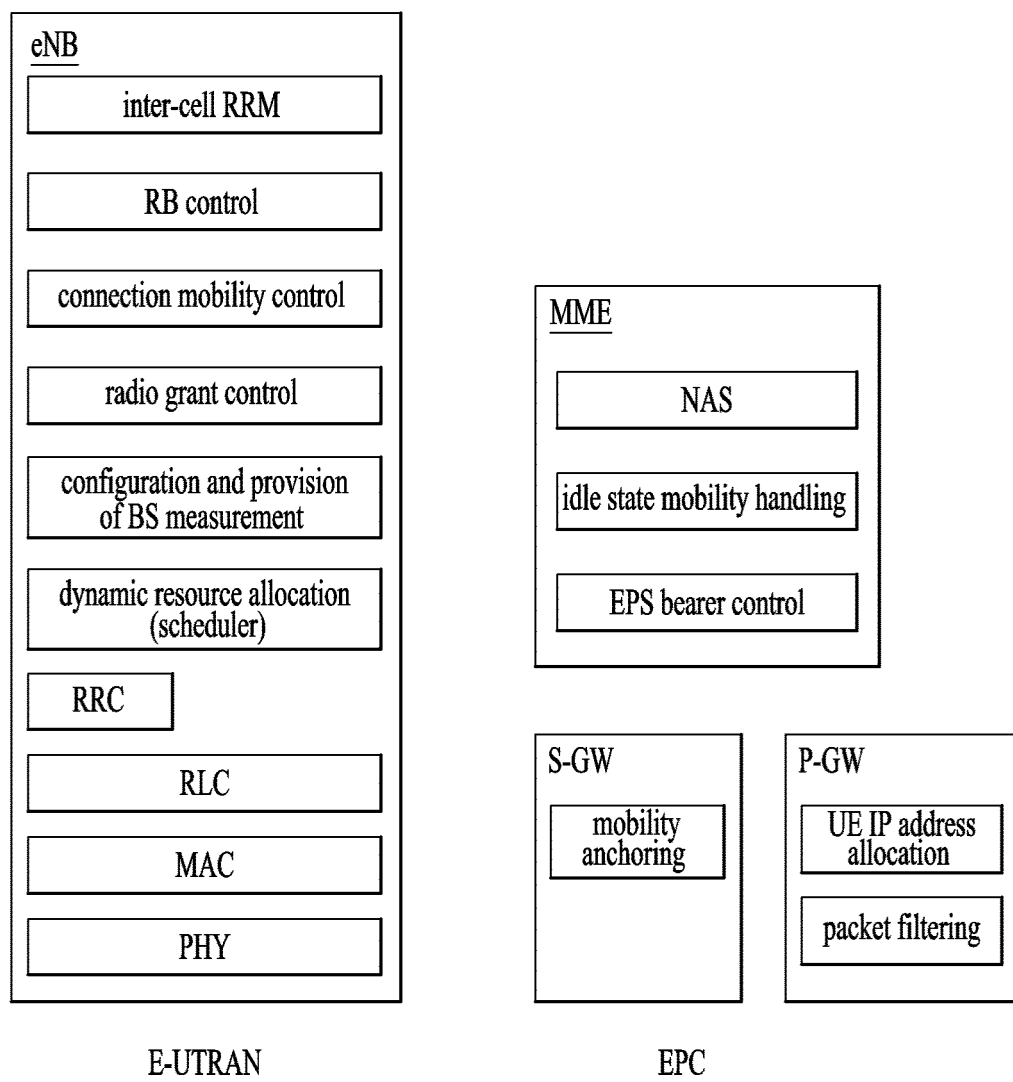 eNB
inter-cell RRM
RB control
connection mobility control
radio grant control
configuration and provision
of BS measurement
dynamic resource allocation
(scheduler)
RRC
RLC
MAC
PHY
E-UTRAN
MME
NAS
idle state mobility handling
EPS bearer control
S-GW
mobility
anchoring
P-GW
UE IP address
allocation
packet filtering
EPC